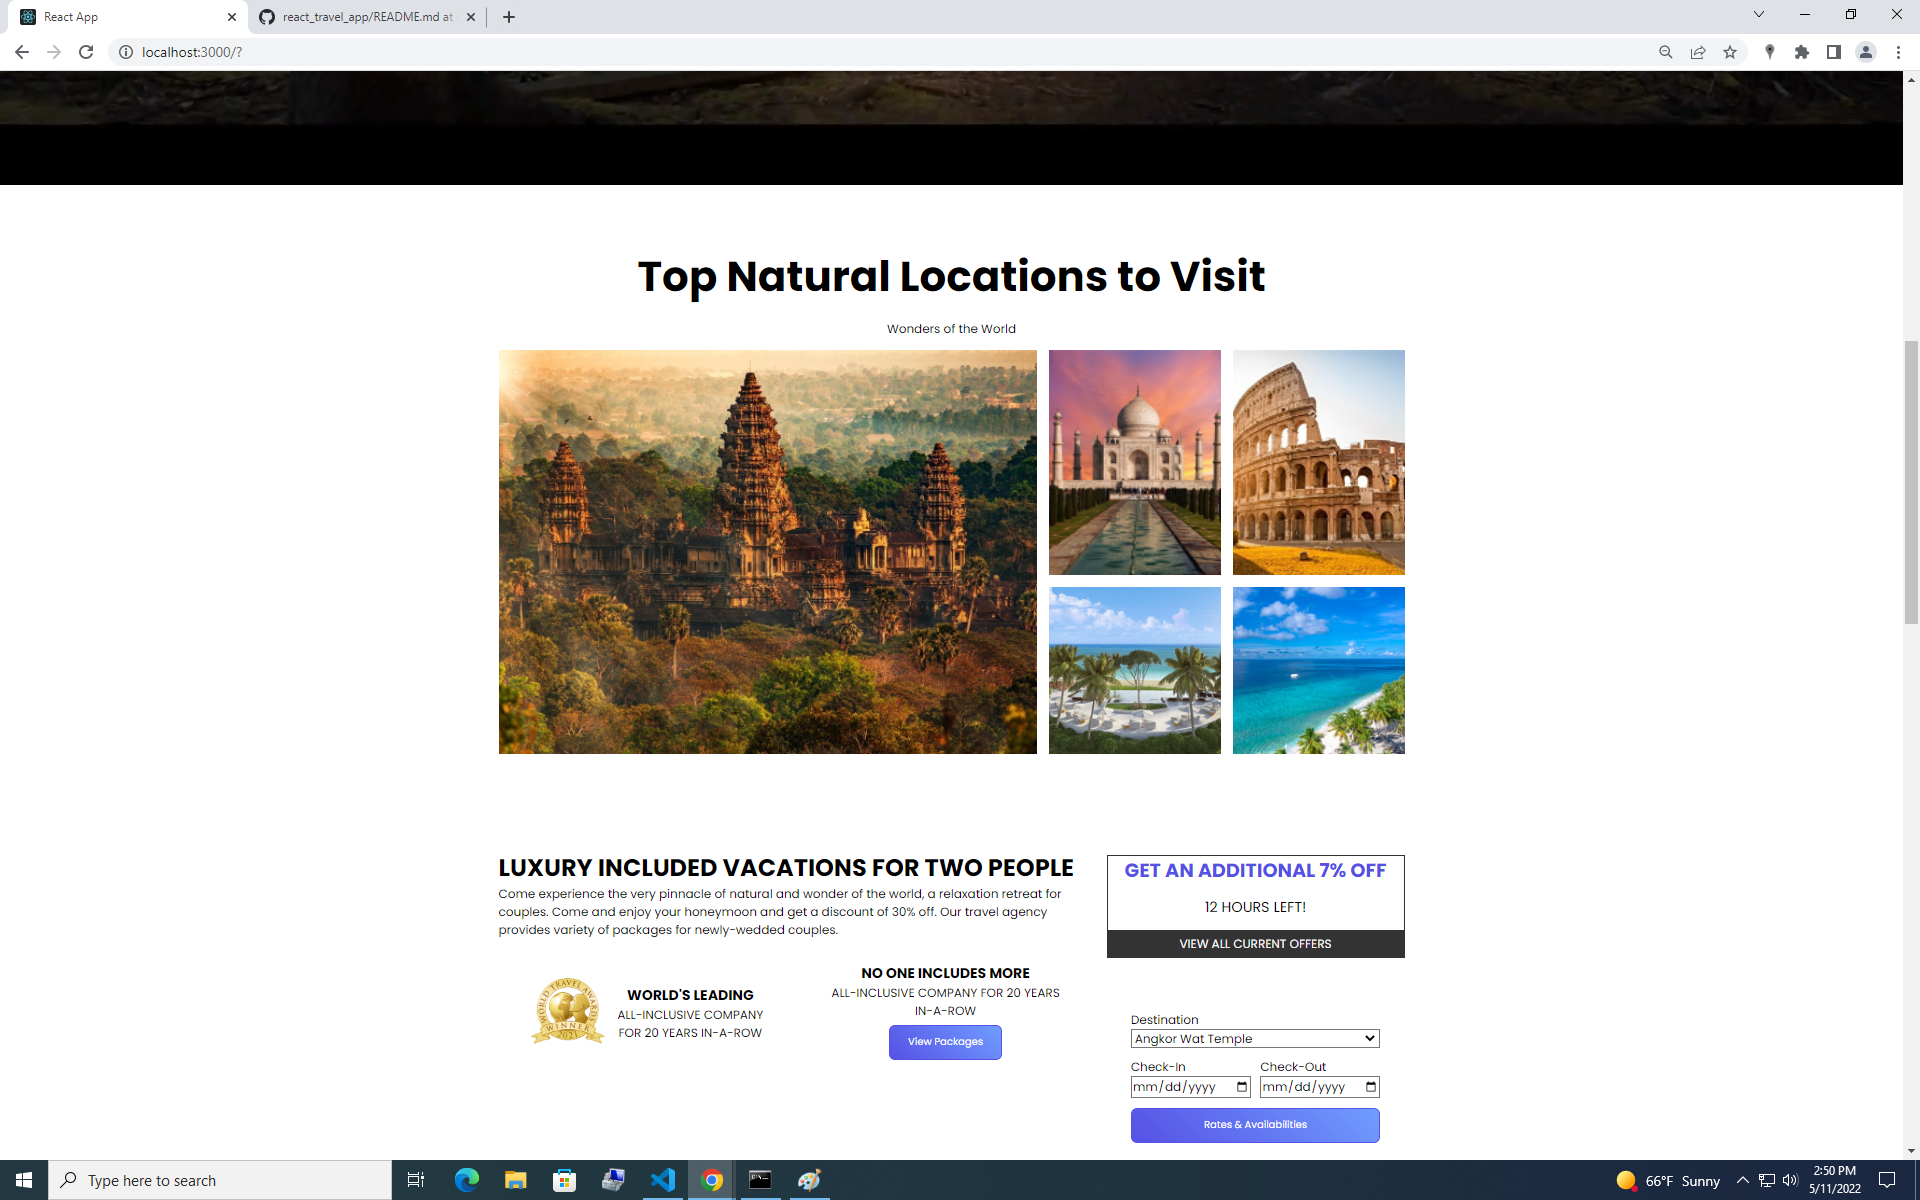 React App
react_travel_app/README.md at
localhost:3000/?
Top Natural Locations to Visit
Wonders of the World
LUXURY INCLUDED VACATIONS FOR TWO PEOPLE
Come experience the very pinnacle of natural and wonder of the world, a relaxation retreat for
couples. Come and enjoy your honeymoon and get a discount of 30% off. Our travel agency
provides variety of packages for newly-wedded couples.
WORLD TRAVEL AWARDS
WINNER
WORLD'S LEADING
ALL-INCLUSIVE COMPANY
FOR 20 YEARS IN-A-ROW
NO ONE INCLUDES MORE
ALL-INCLUSIVE COMPANY FOR 20 YEARS
IN-A-ROW
View Packages
GET AN ADDITIONAL 7% OFF
12 HOURS LEFT!
VIEW ALL CURRENT OFFERS
Destination
Angkor Wat Temple
Check-In
Check-Out
mm/dd/yyyy
mm/dd/yyyy
Rates & Availabilities
Type here to search
66°F Sunny
2:50 PM
5/11/2022